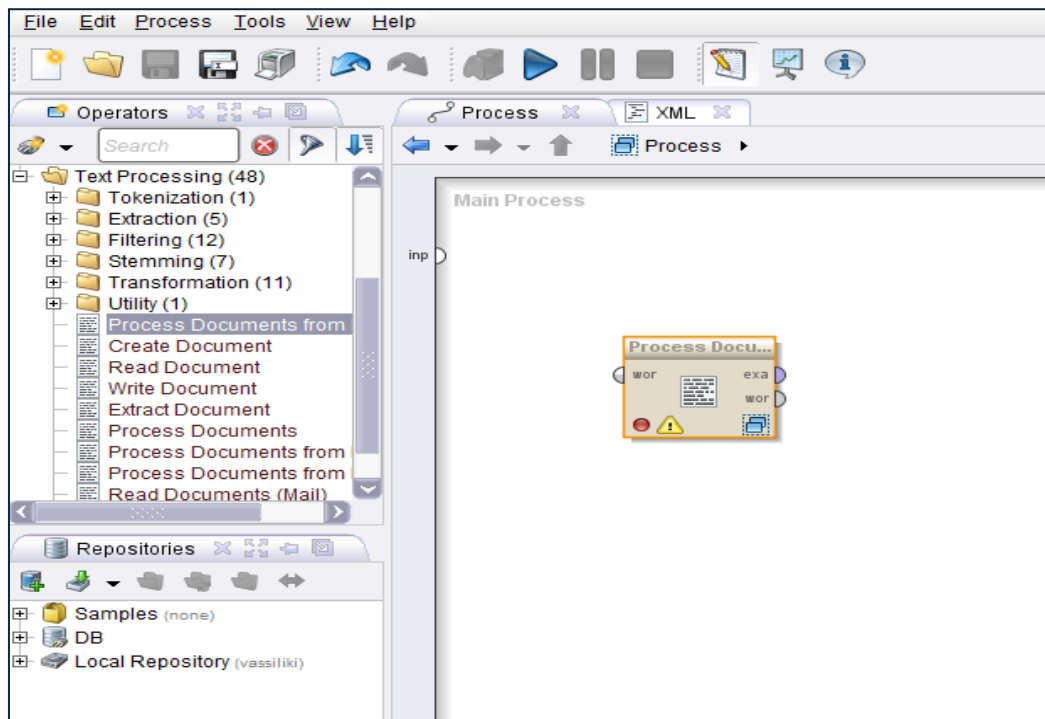 File Edit Process Tools View Help
Operators
Search
Text Processing (48)
Tokenization (1)
Extraction (5)
Filtering (12)
Stemming (7)
Transformation (11)
Utility (1)
Process Documents from
Create Document
Read Document
Write Document
Extract Document
Process Documents
Process Documents from
Process Documents from
Read Documents (Mail)
Repositories
Samples (none)
DB
Local Repository (vassiliki)
Process XML
Process
Main Process
inp
Process Docu...
wor exa
wor